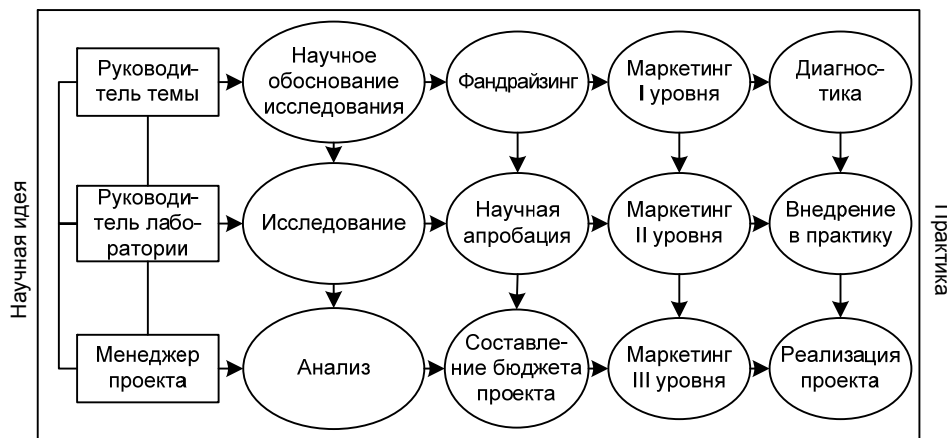 Научная идея
Руководи-
тель темы
Научное
обоснование
исследования
Фандрайзинг
Маркетинг
I уровня
Диагнос-
тика
Руководи-
тель лабо-
ратории
Исследование
Научная
апробация
Маркетинг
II уровня
Внедрение
в практику
Менеджер
проекта
Анализ
Составле-
ние бюджета
проекта
Маркетинг
III уровня
Реализация
проекта
Практика